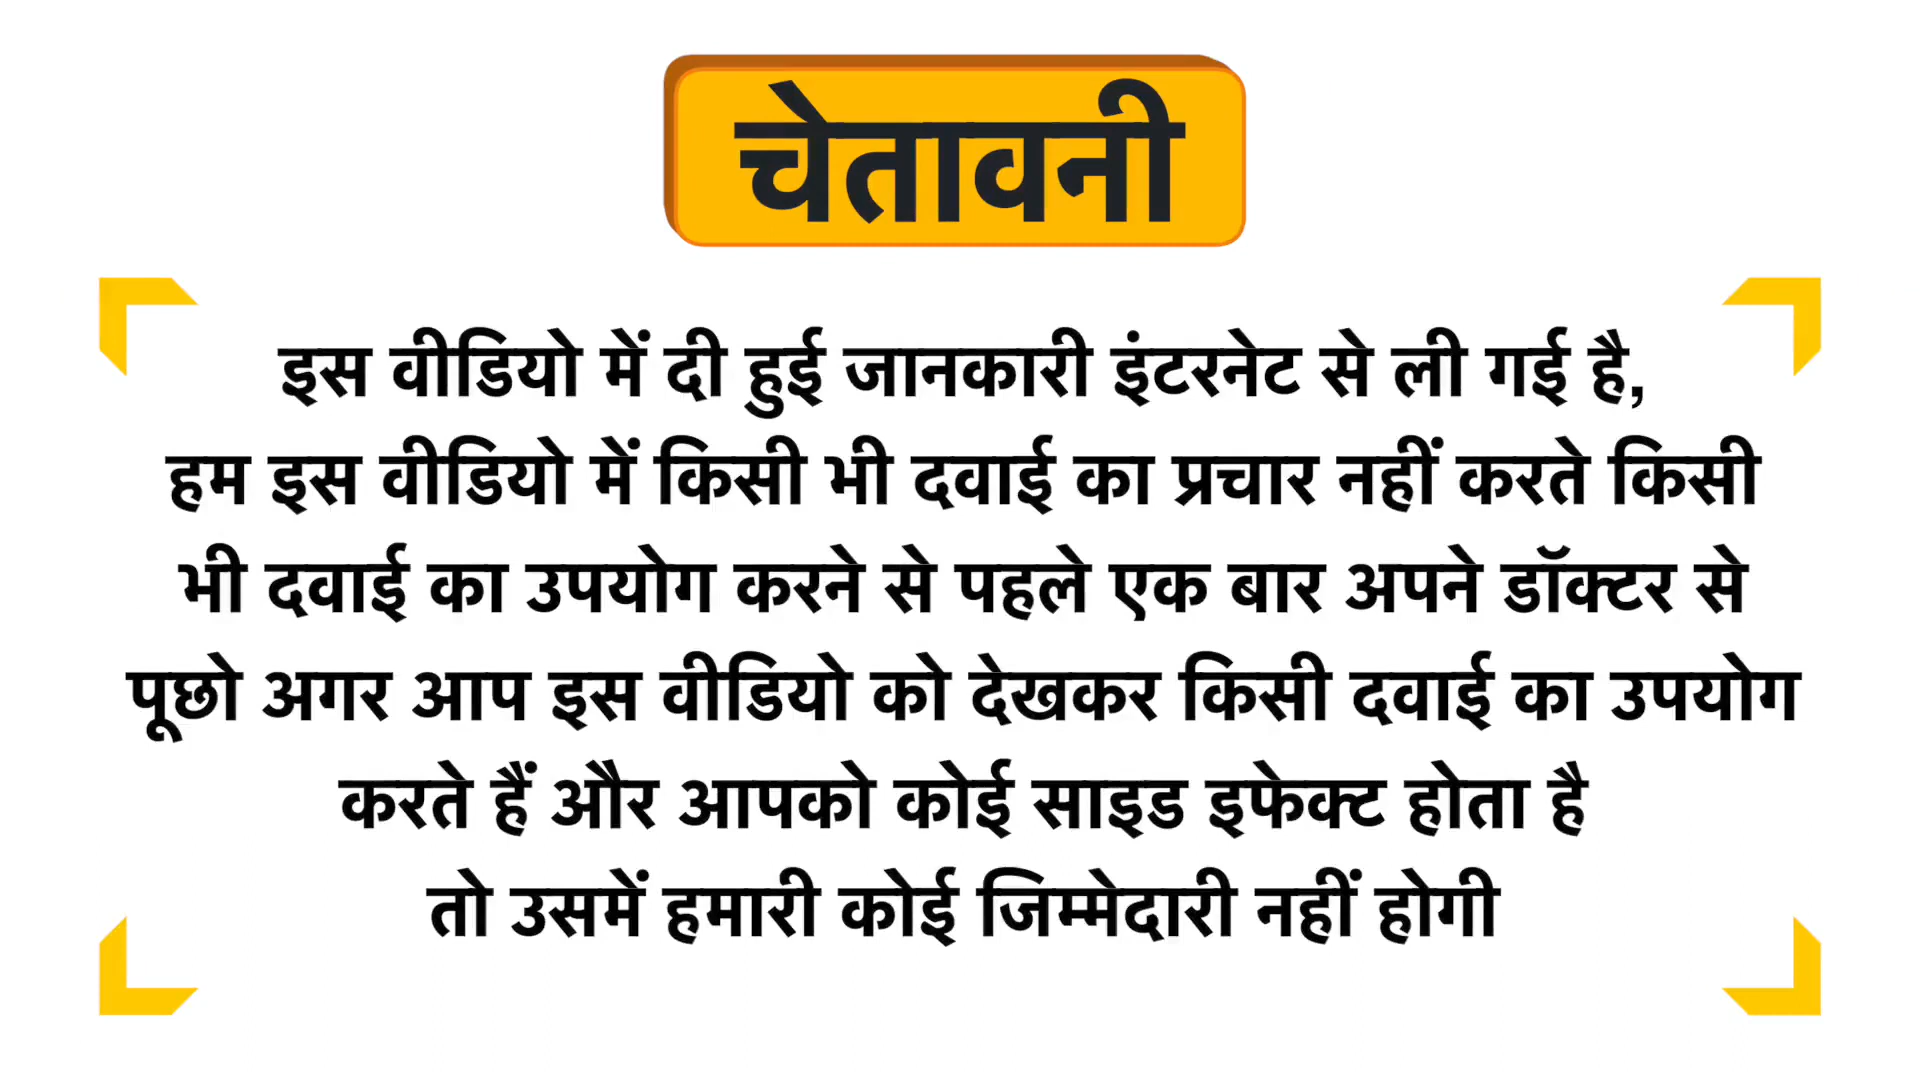 चेतावनी
इस वीडियो में दी हुई जानकारी इंटरनेट से ली गई है,
हम इस वीडियो में किसी भी दवाई का प्रचार नहीं करते किसी
भी दवाई का उपयोग करने से पहले एक बार अपने डॉक्टर से
पूछो अगर आप इस वीडियो को देखकर किसी दवाई का उपयोग
करते हैं और आपको कोई साइड इफेक्ट होता है
तो उसमें हमारी कोई जिम्मेदारी नहीं होगी